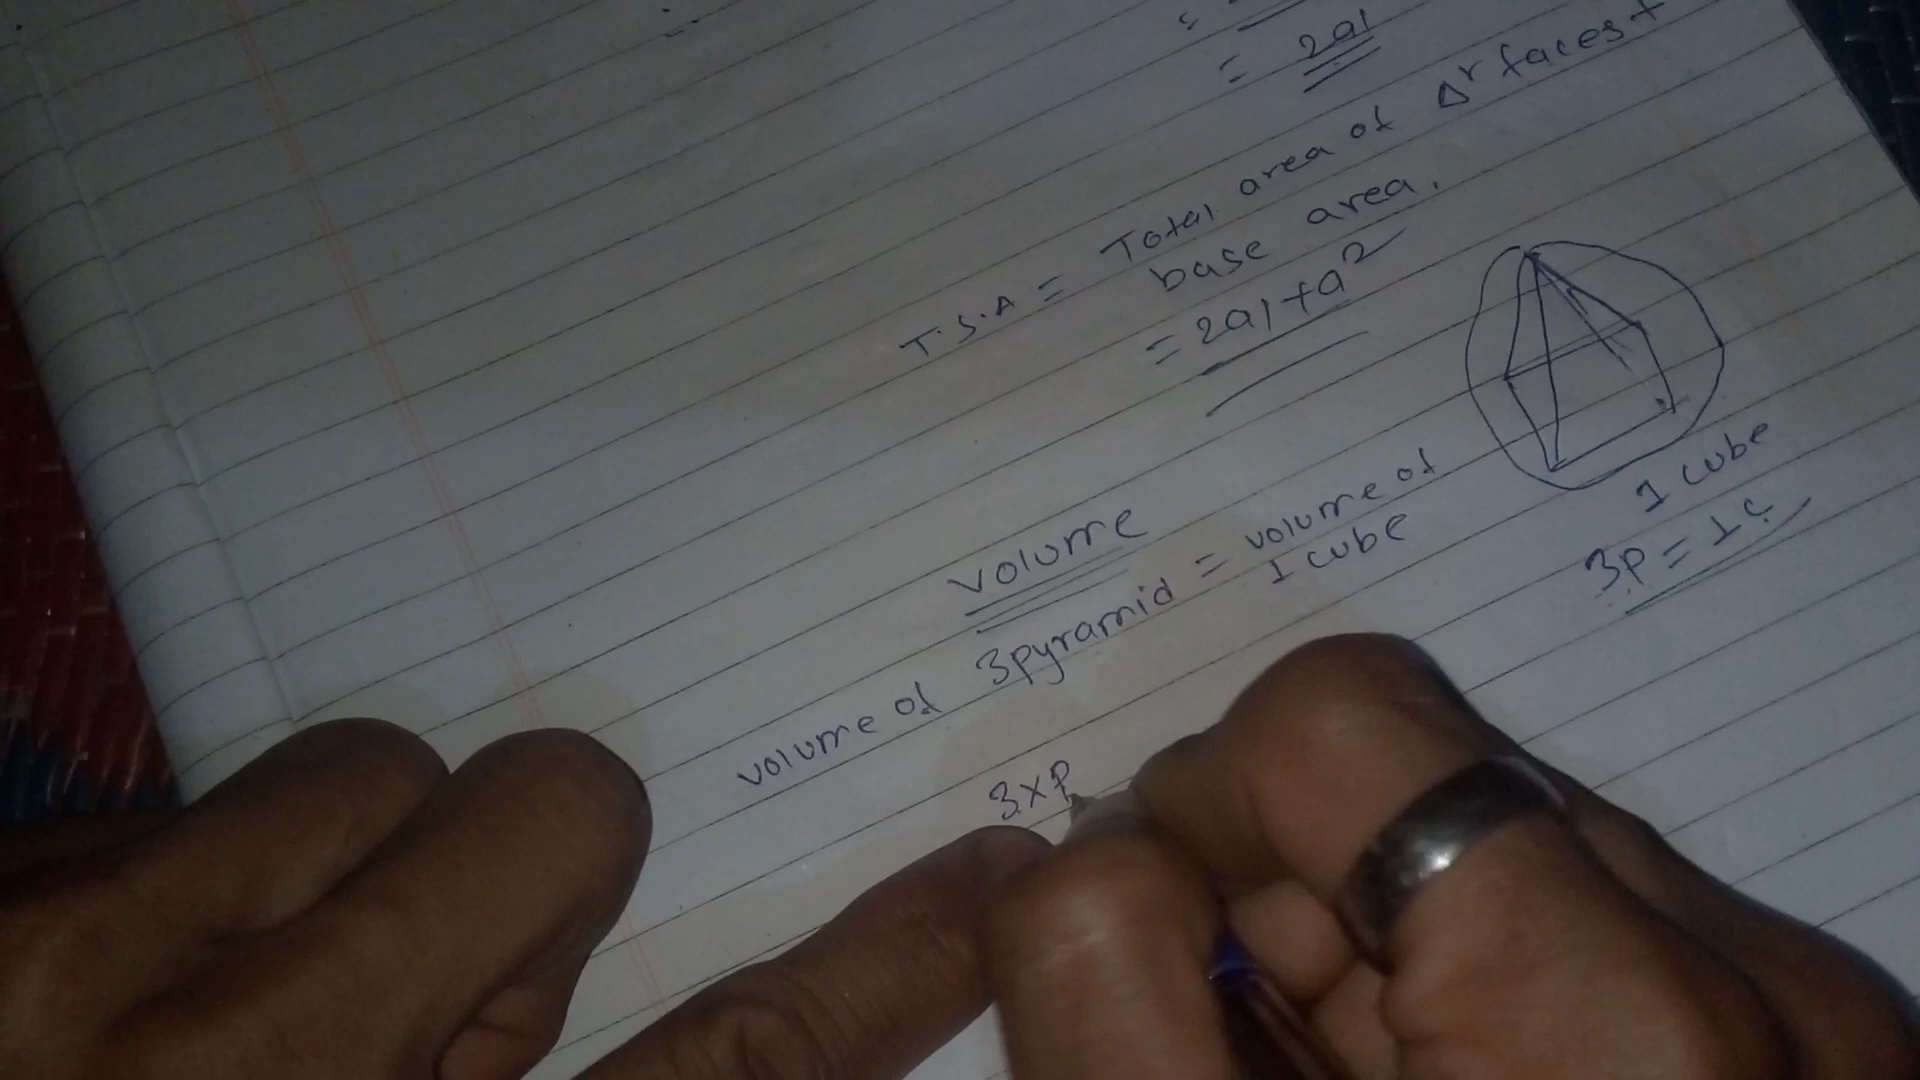 = 2al
T.S.A = Total area of Δr faces +
base area.
= 2al+a²
1 cube
3P = 1c
Volume
volume of 3pyramid = volume of
1 cube
3×P